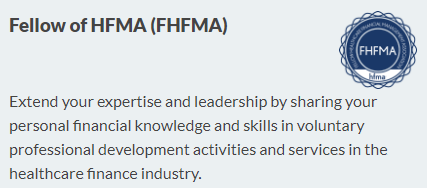 Fellow of HFMA (FHFMA)
FHFMA
hfma
Extend your expertise and leadership by sharing your
personal financial knowledge and skills in voluntary
professional development activities and services in the
healthcare finance industry.